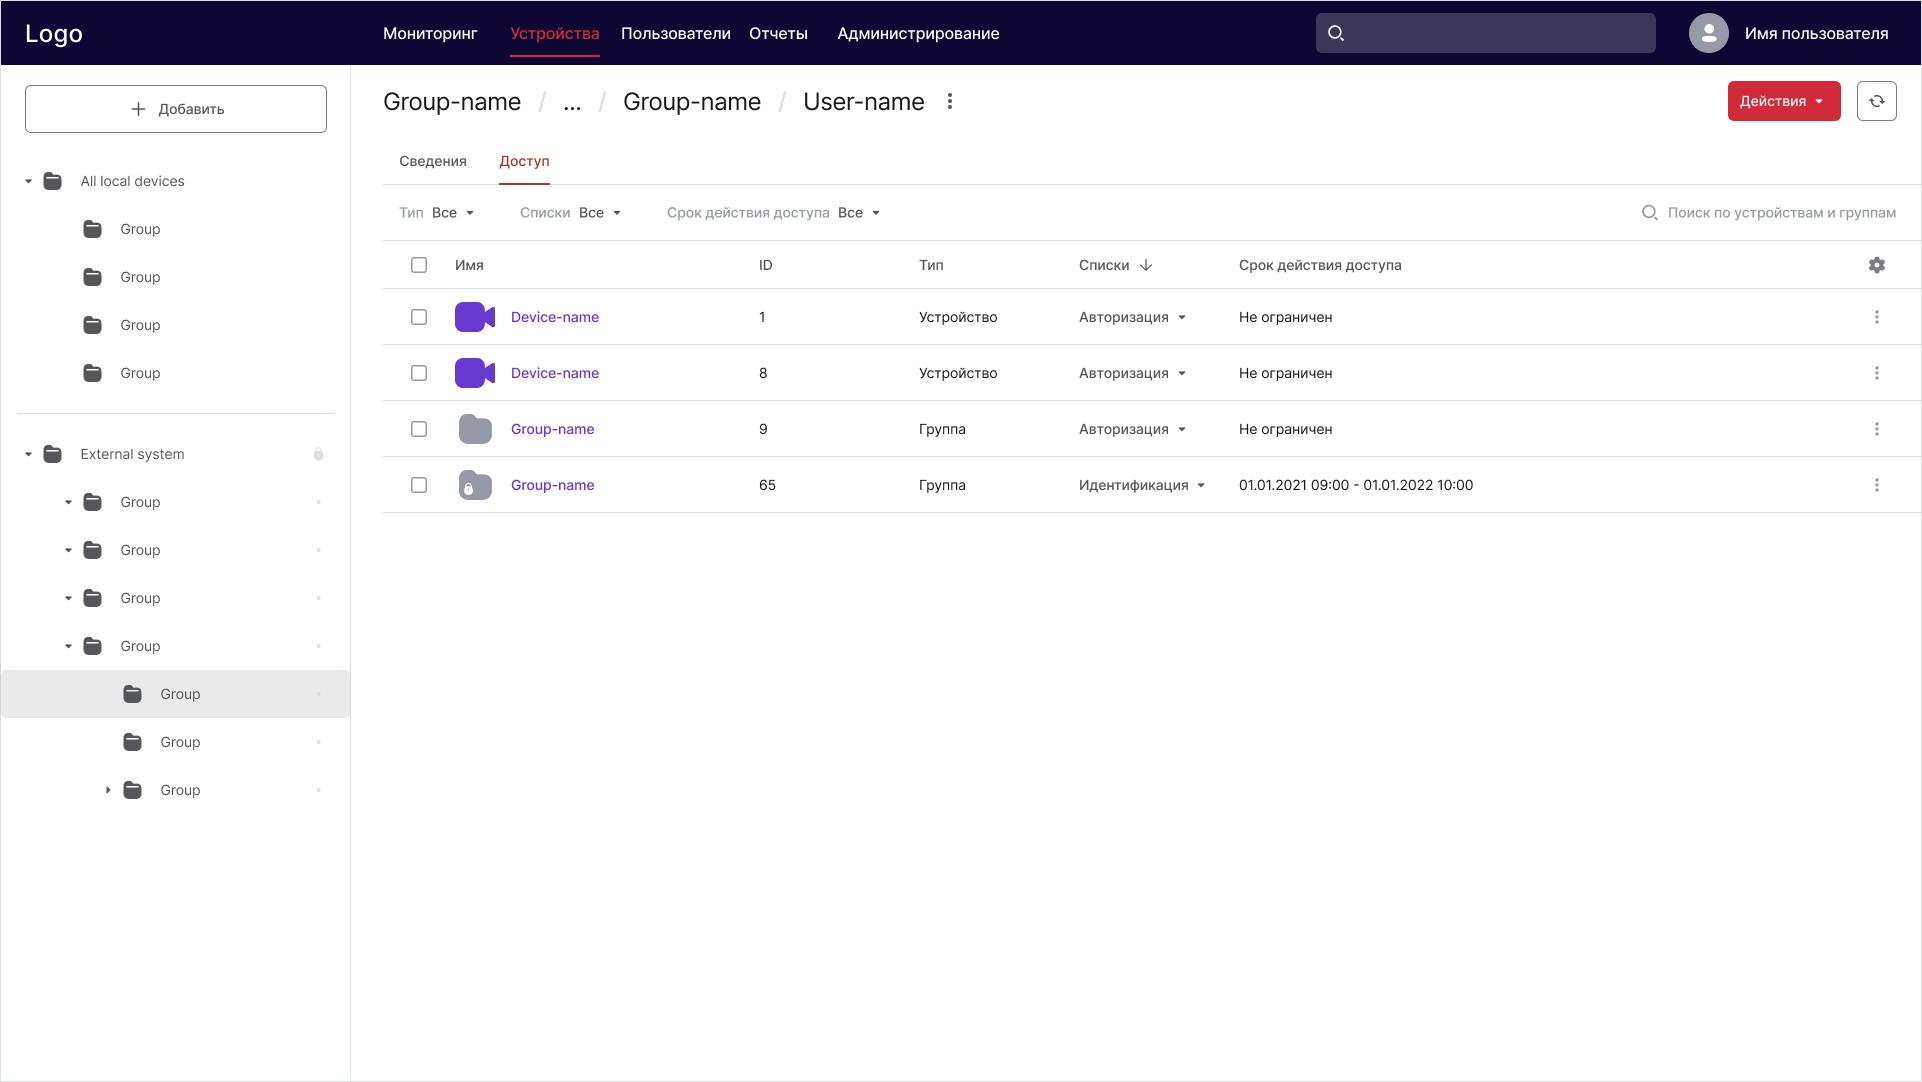 Logo
Мониторинг Устройства Пользователи Отчеты Администрирование
Имя пользователя
Добавить
All local devices
Group
Group
Group
Group
External system
Group
Group
Group
Group
Group
Group
Group
Group-name / ... / Group-name / User-name
Действия
Сведения Доступ
Тип Все Списки Все Срок действия доступа Все Поиск по устройствам и группам
Имя ID Тип Списки Срок действия доступа
Device-name 1 Устройство Авторизация Не ограничен
Device-name 8 Устройство Авторизация Не ограничен
Group-name 9 Группа Авторизация Не ограничен
Group-name 65 Группа Идентификация 01.01.2021 09:00 - 01.01.2022 10:00